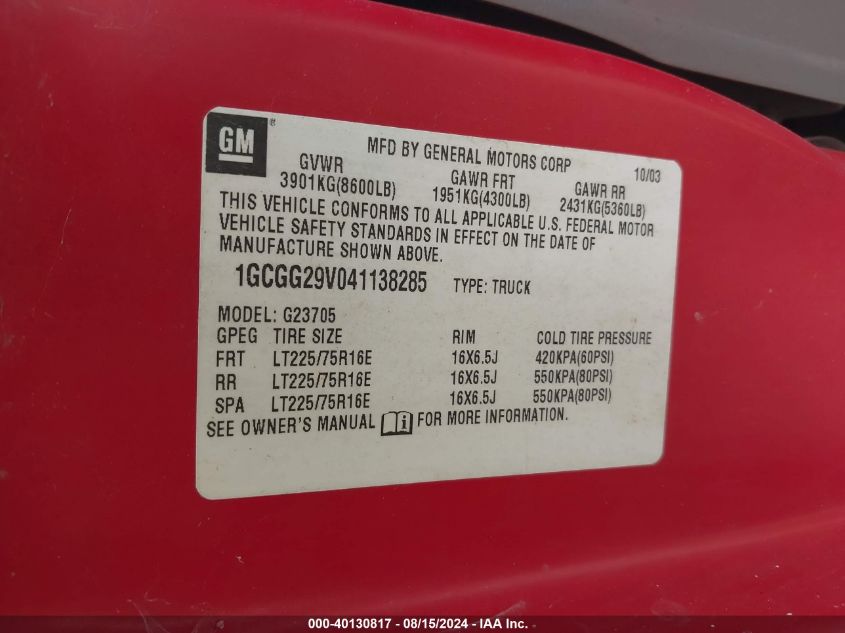 GM ® MFD BY GENERAL MOTORS CORP 10/03
GVWR GAWR FRT GAWR RR
3901KG(8600LB) 1951KG(4300LB) 2431KG(5360LB)
THIS VEHICLE CONFORMS TO ALL APPLICABLE U.S. FEDERAL MOTOR
VEHICLE SAFETY STANDARDS IN EFFECT ON THE DATE OF
MANUFACTURE SHOWN ABOVE.
1GCGG29V041138285 TYPE: TRUCK
MODEL: G23705
GPEG TIRE SIZE RIM COLD TIRE PRESSURE
FRT LT225/75R16E 16X6.5J 420KPA(60PSI)
RR LT225/75R16E 16X6.5J 550KPA(80PSI)
SPA LT225/75R16E 16X6.5J 550KPA(80PSI)
SEE OWNER'S MANUAL i FOR MORE INFORMATION.
000-40130817 - 08/15/2024 - IAA Inc.